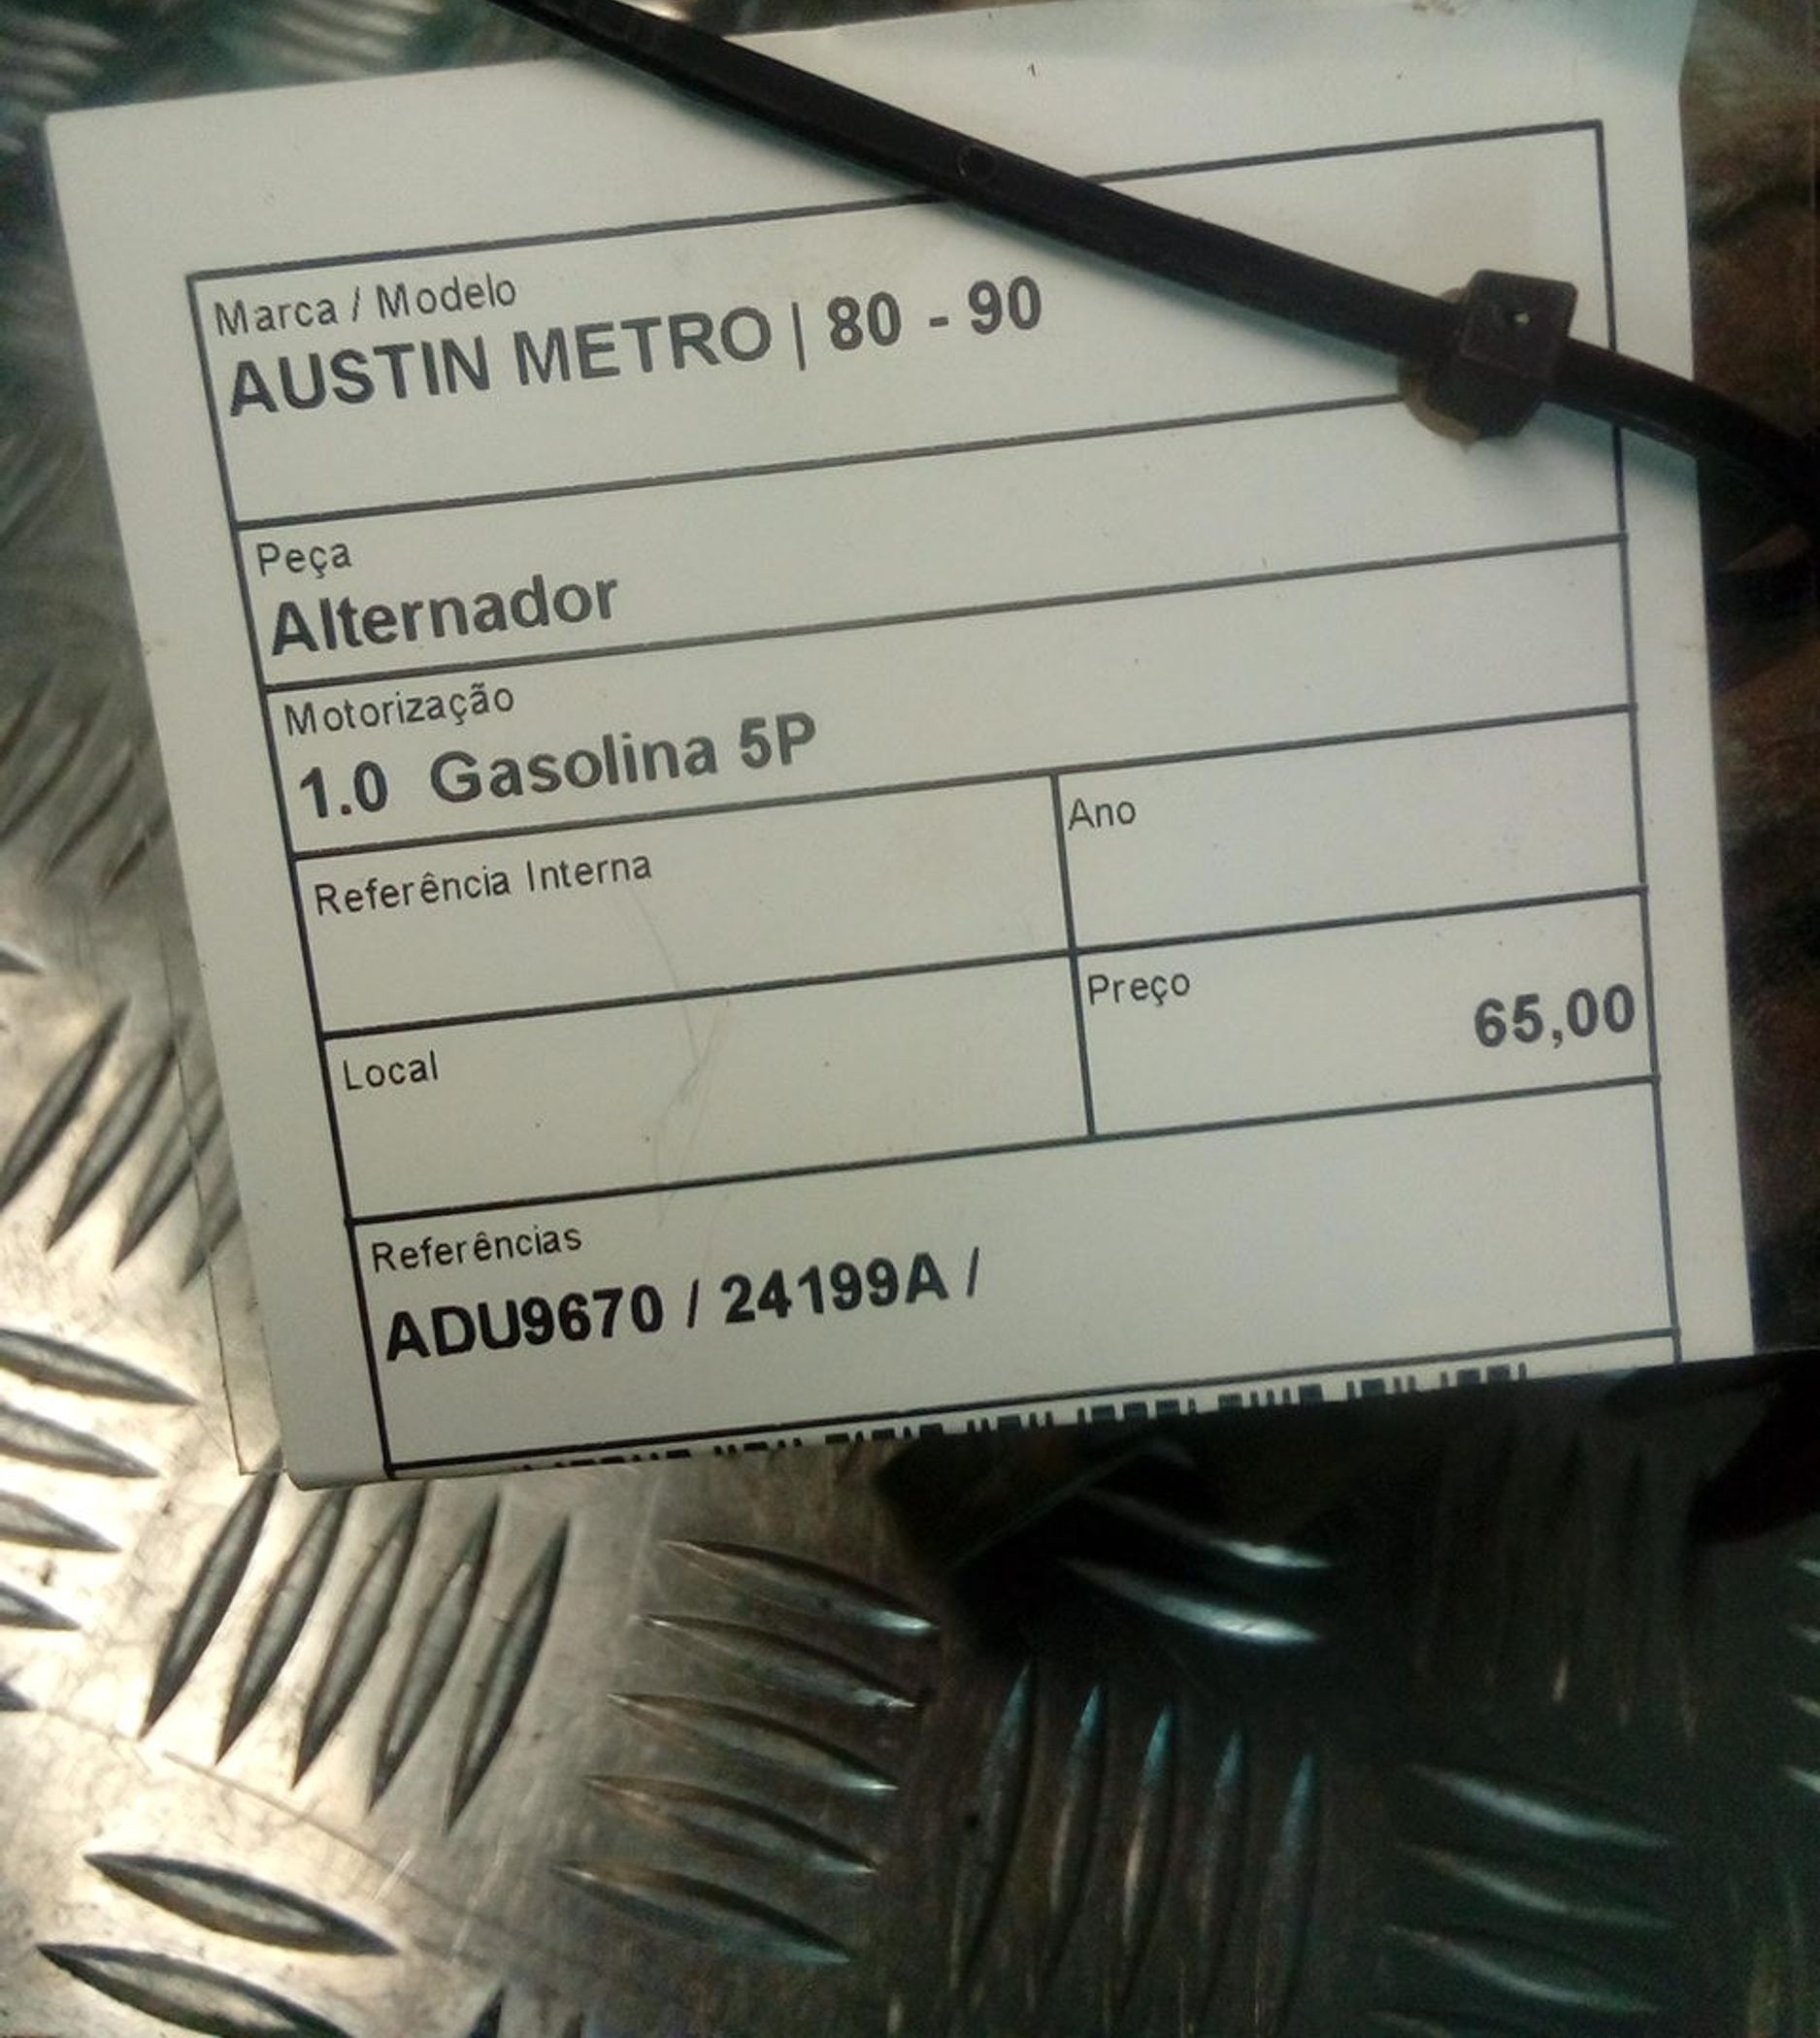 Marca / Modelo
AUSTIN METRO | 80 - 90
Peça
Alternador
Motorização
1.0 Gasolina 5P
Referência Interna
Ano
Local
Preço
65,00
Referências
ADU9670 / 24199A /